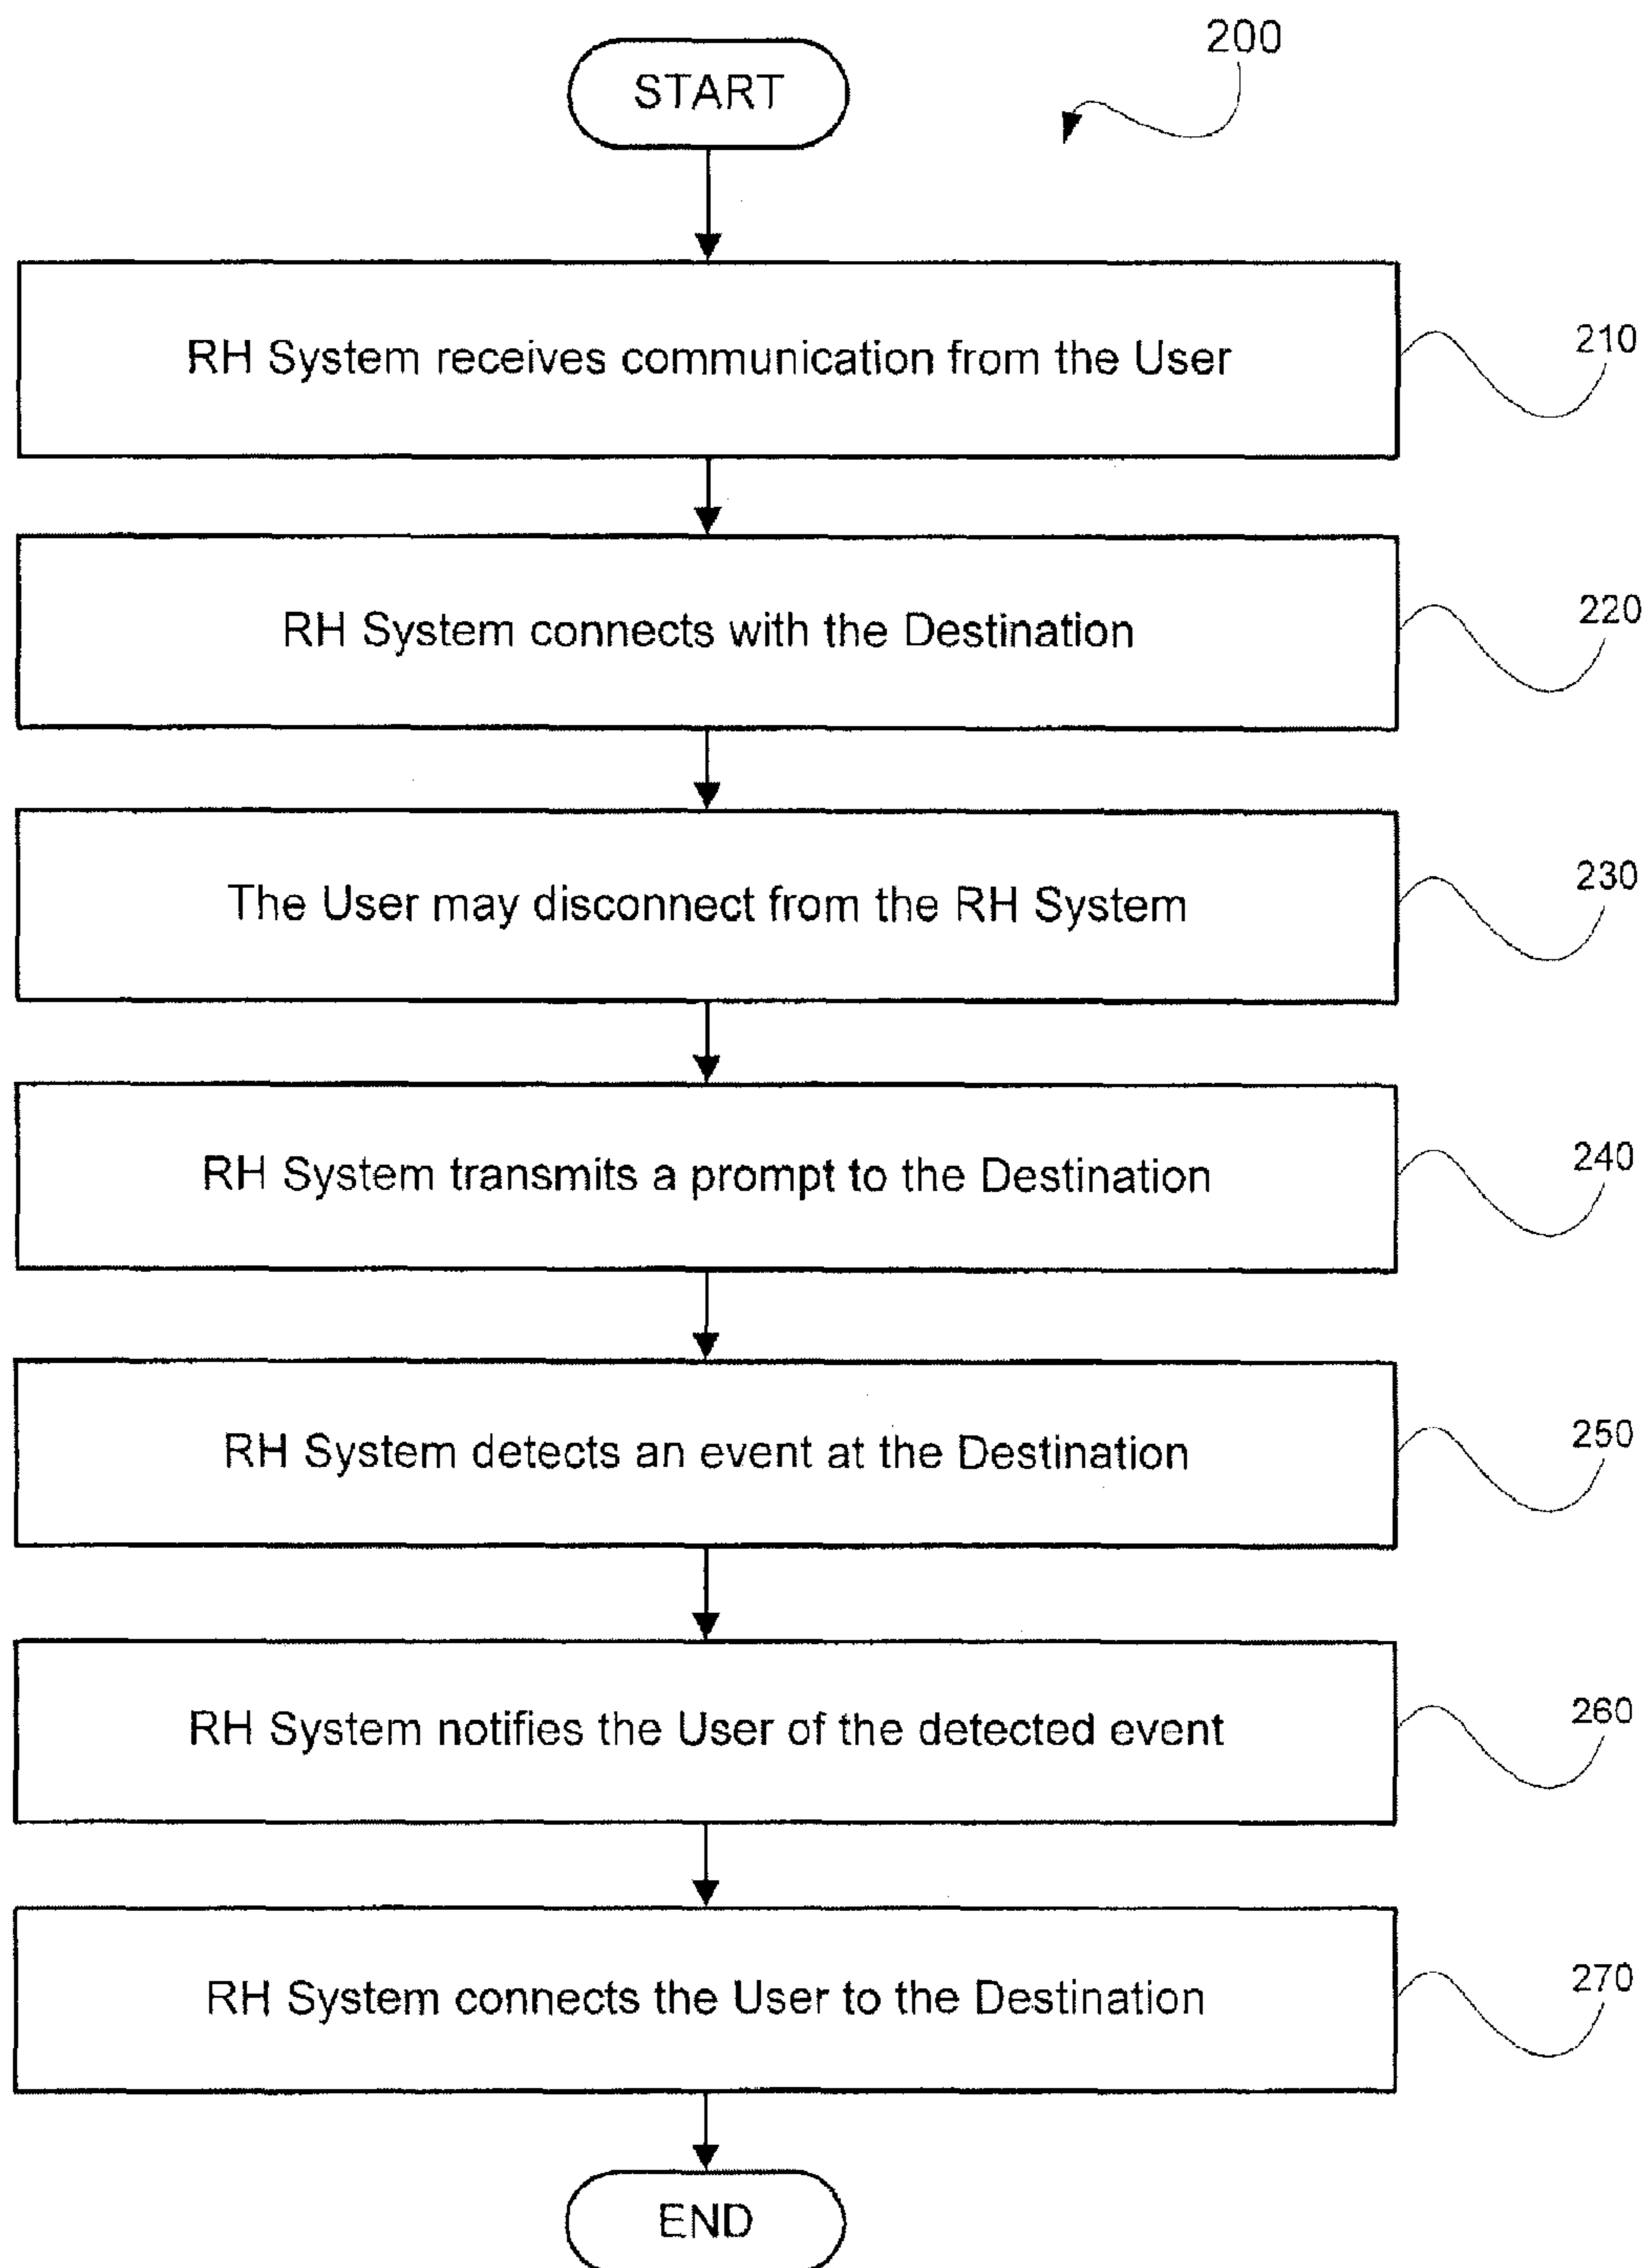 200
START
RH System receives communication from the User
210
RH System connects with the Destination
220
The User may disconnect from the RH System
230
RH System transmits a prompt to the Destination
240
RH System detects an event at the Destination
250
RH System notifies the User of the detected event
260
RH System connects the User to the Destination
270
END